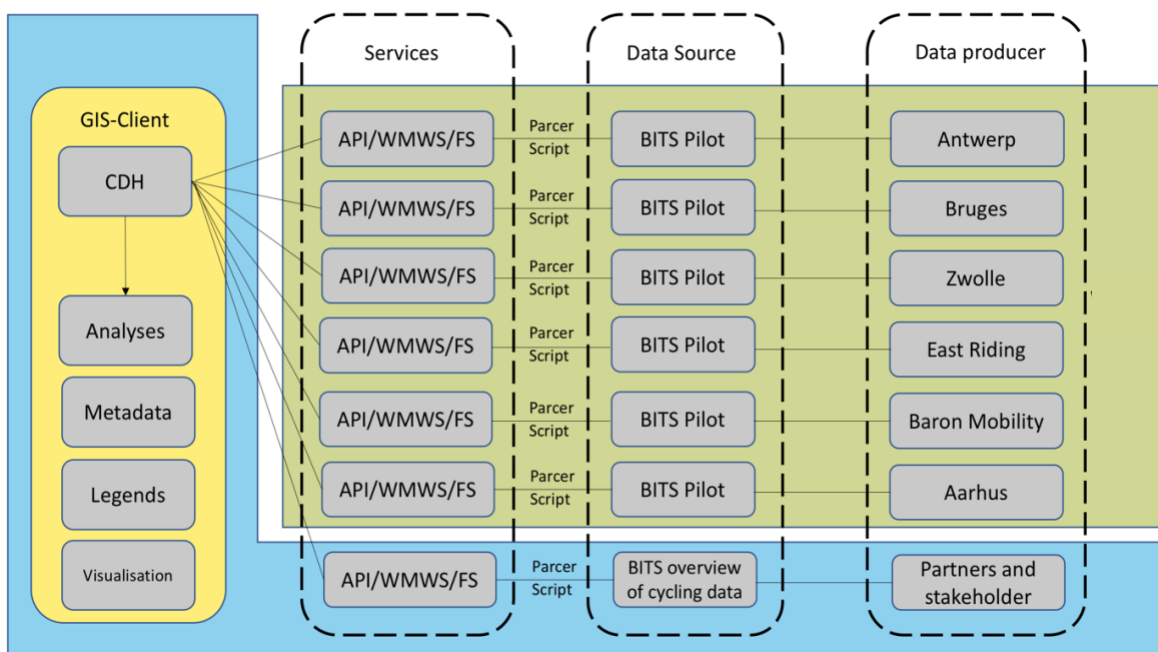 Services
Data Source
Data producer
GIS-Client
CDH
Analyses
Metadata
Legends
Visualisation
API/WMWS/FS
Parcer
Script
BITS Pilot
Antwerp
API/WMWS/FS
Parcer
Script
BITS Pilot
Bruges
API/WMWS/FS
Parcer
Script
BITS Pilot
Zwolle
API/WMWS/FS
Parcer
Script
BITS Pilot
East Riding
API/WMWS/FS
Parcer
Script
BITS Pilot
Baron Mobility
API/WMWS/FS
Parcer
Script
BITS Pilot
Aarhus
API/WMWS/FS
Parcer
Script
BITS overview
of cycling data
Partners and
stakeholder